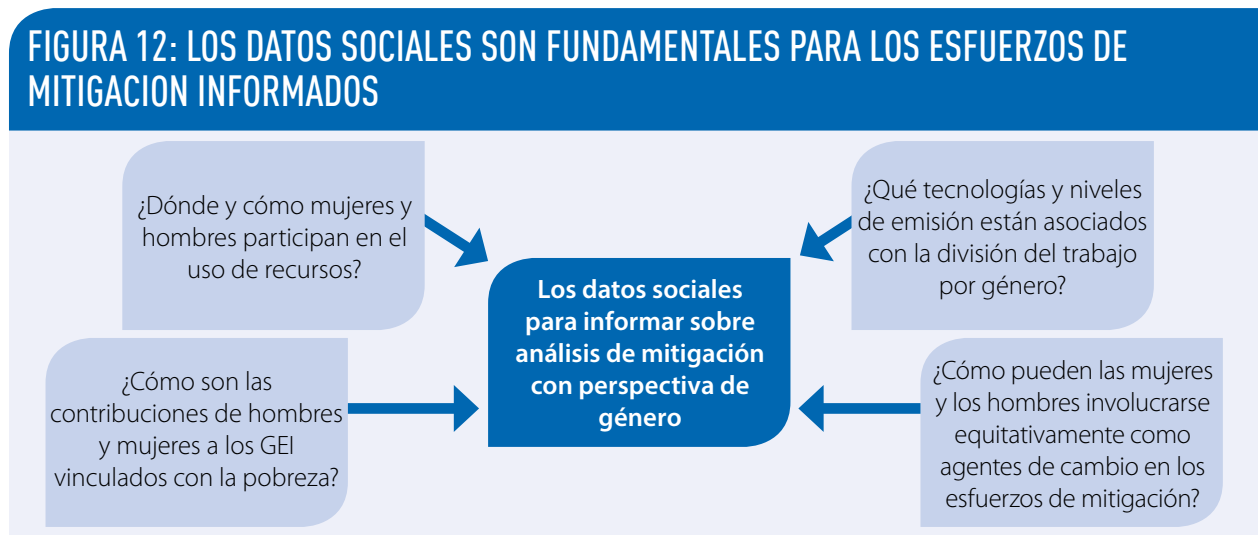 FIGURA 12: LOS DATOS SOCIALES SON FUNDAMENTALES PARA LOS ESFUERZOS DE
MITIGACION INFORMADOS
¿Dónde y cómo mujeres y
hombres participan en el
uso de recursos?
¿Qué tecnologías y niveles
de emisión están asociados
con la división del trabajo
por género?
Los datos sociales
para informar sobre
análisis de mitigación
con perspectiva de
género
¿Cómo son las
contribuciones de hombres
y mujeres a los GEI
vinculados con la pobreza?
¿Cómo pueden las mujeres
y los hombres involucrarse
equitativamente como
agentes de cambio en los
esfuerzos de mitigación?